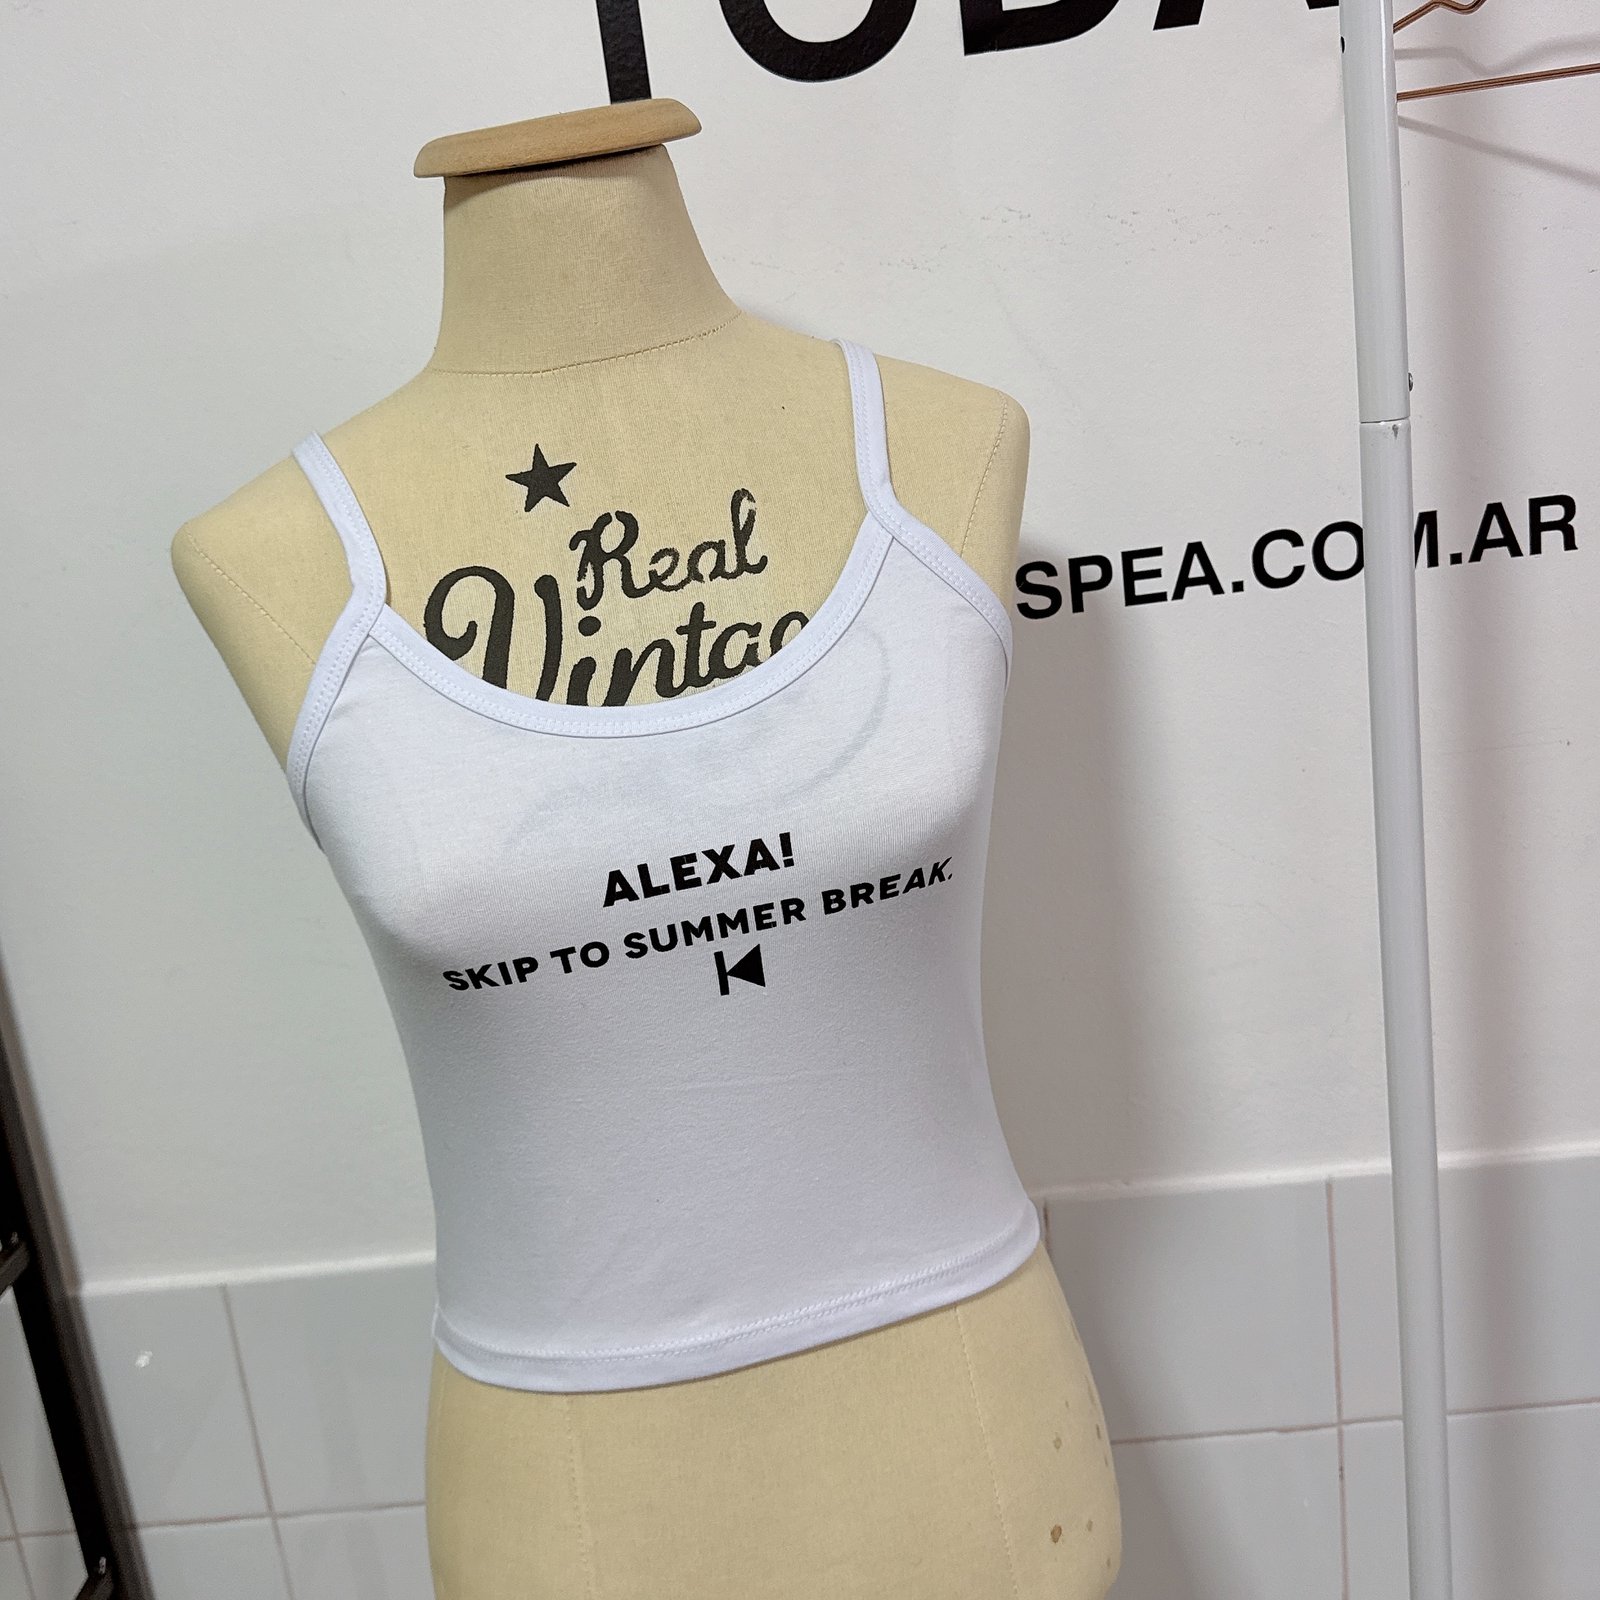 SPEA.COM.AR
Real
ALEXA!
SKIP TO SUMMER BREAK.